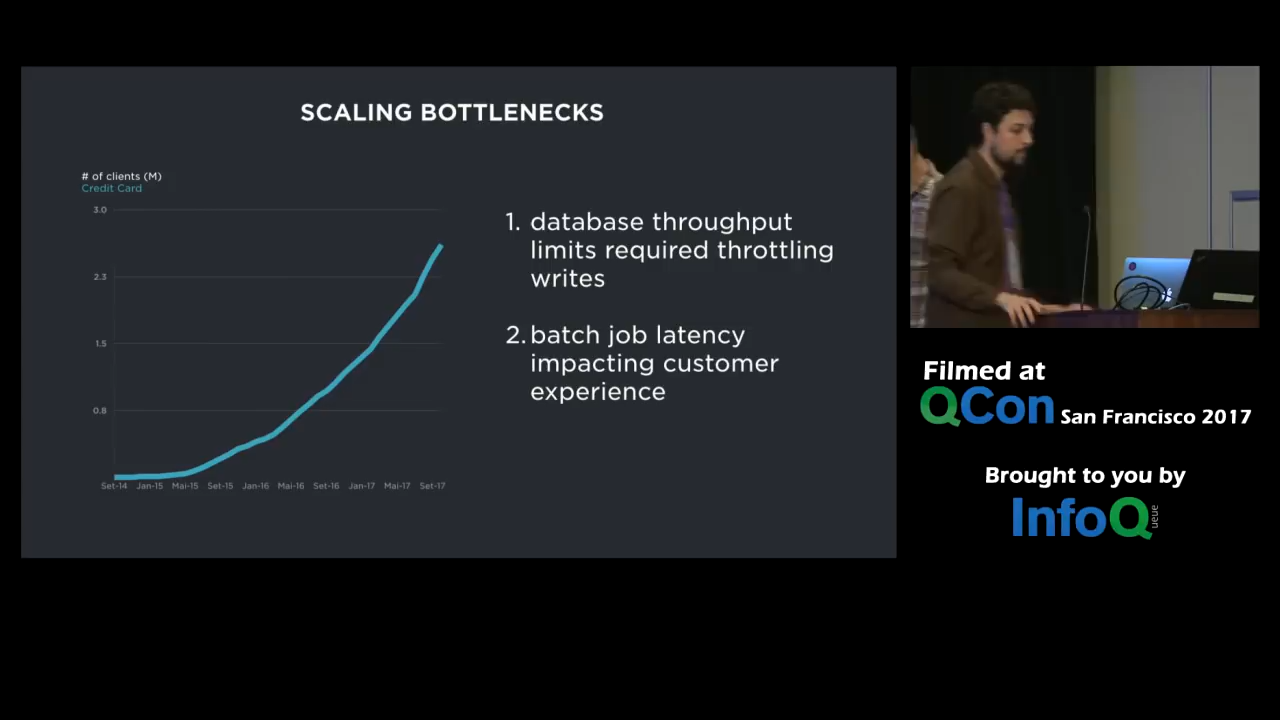 SCALING BOTTLENECKS
# of clients (M)
Credit Card
3.0
2.3
1.5
0.8
Set-14 Jan-15 Mai-15 Set-15 Jan-16 Mai-16 Set-16 Jan-17 Mai-17 Set-17
1. database throughput
limits required throttling
writes
2. batch job latency
impacting customer
experience
Filmed at
QCon San Francisco 2017
Brought to you by
InfoQueue